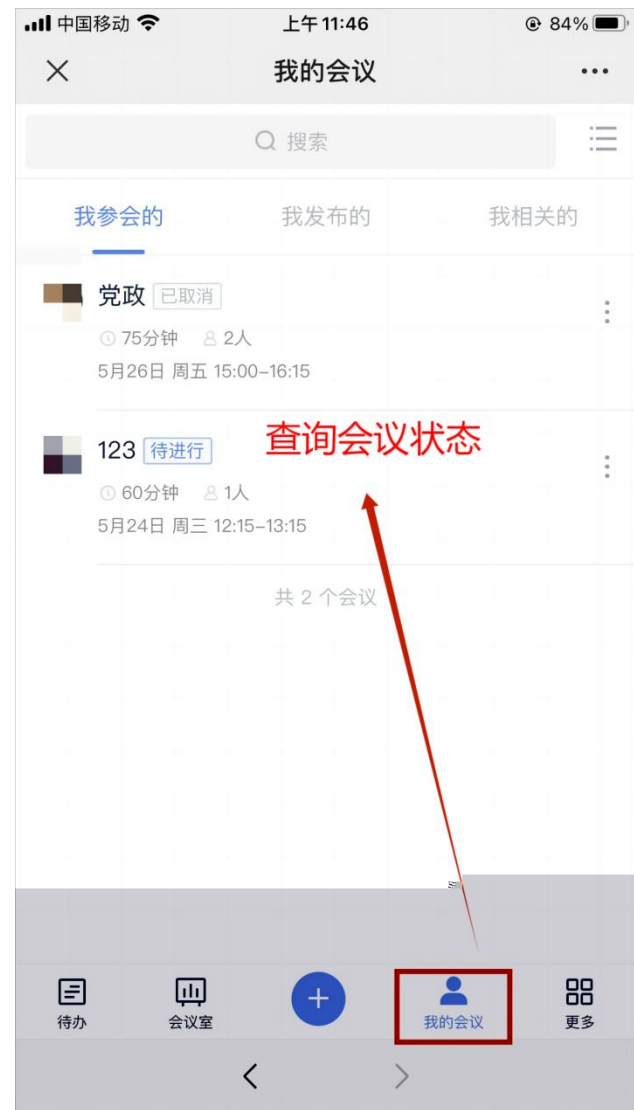 中国移动 上午11:46 84%
我的会议
搜索
我参会的 我发布的 我相关的
党政 已取消
75分钟 2人
5月26日 周五 15:00-16:15
123 待进行
查询会议状态
60分钟 1人
5月24日 周三 12:15-13:15
共 2 个会议
待办 会议室 我的会议 更多